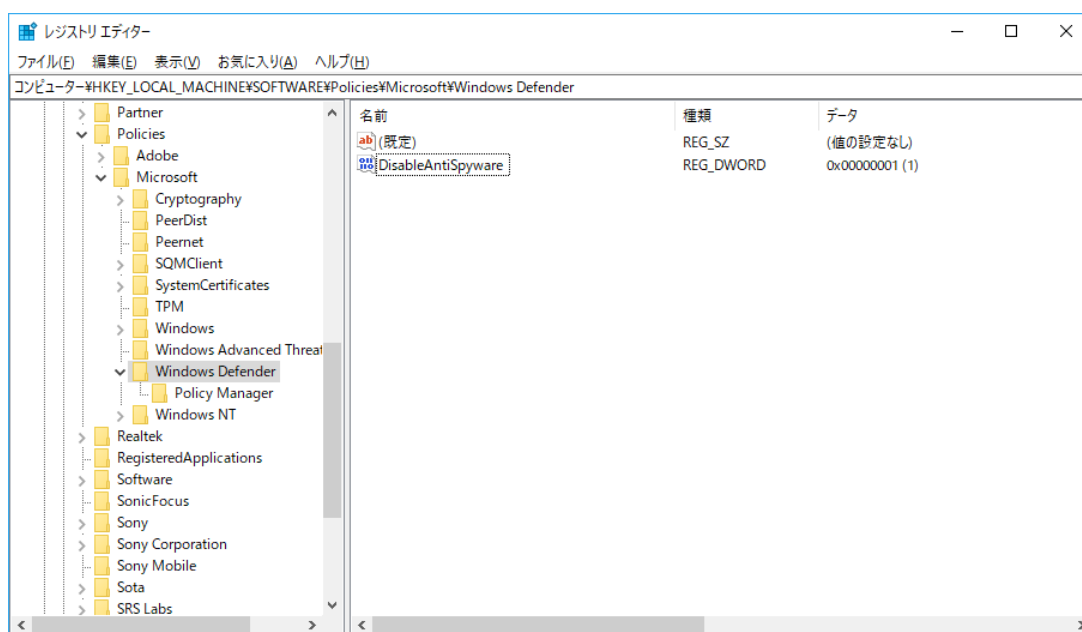 レジストリ エディター
ファイル(F) 編集(E) 表示(V) お気に入り(A) ヘルプ(H)
コンピューター¥HKEY_LOCAL_MACHINE¥SOFTWARE¥Policies¥Microsoft¥Windows Defender
Partner
Policies
Adobe
Microsoft
Cryptography
PeerDist
Peernet
SQMClient
SystemCertificates
TPM
Windows
Windows Advanced Threat
Windows Defender
Policy Manager
Windows NT
Realtek
RegisteredApplications
Software
SonicFocus
Sony
Sony Corporation
Sony Mobile
Sota
SRS Labs
名前 種類 データ
ab (既定) REG_SZ (値の設定なし)
DisableAntiSpyware REG_DWORD 0x00000001 (1)